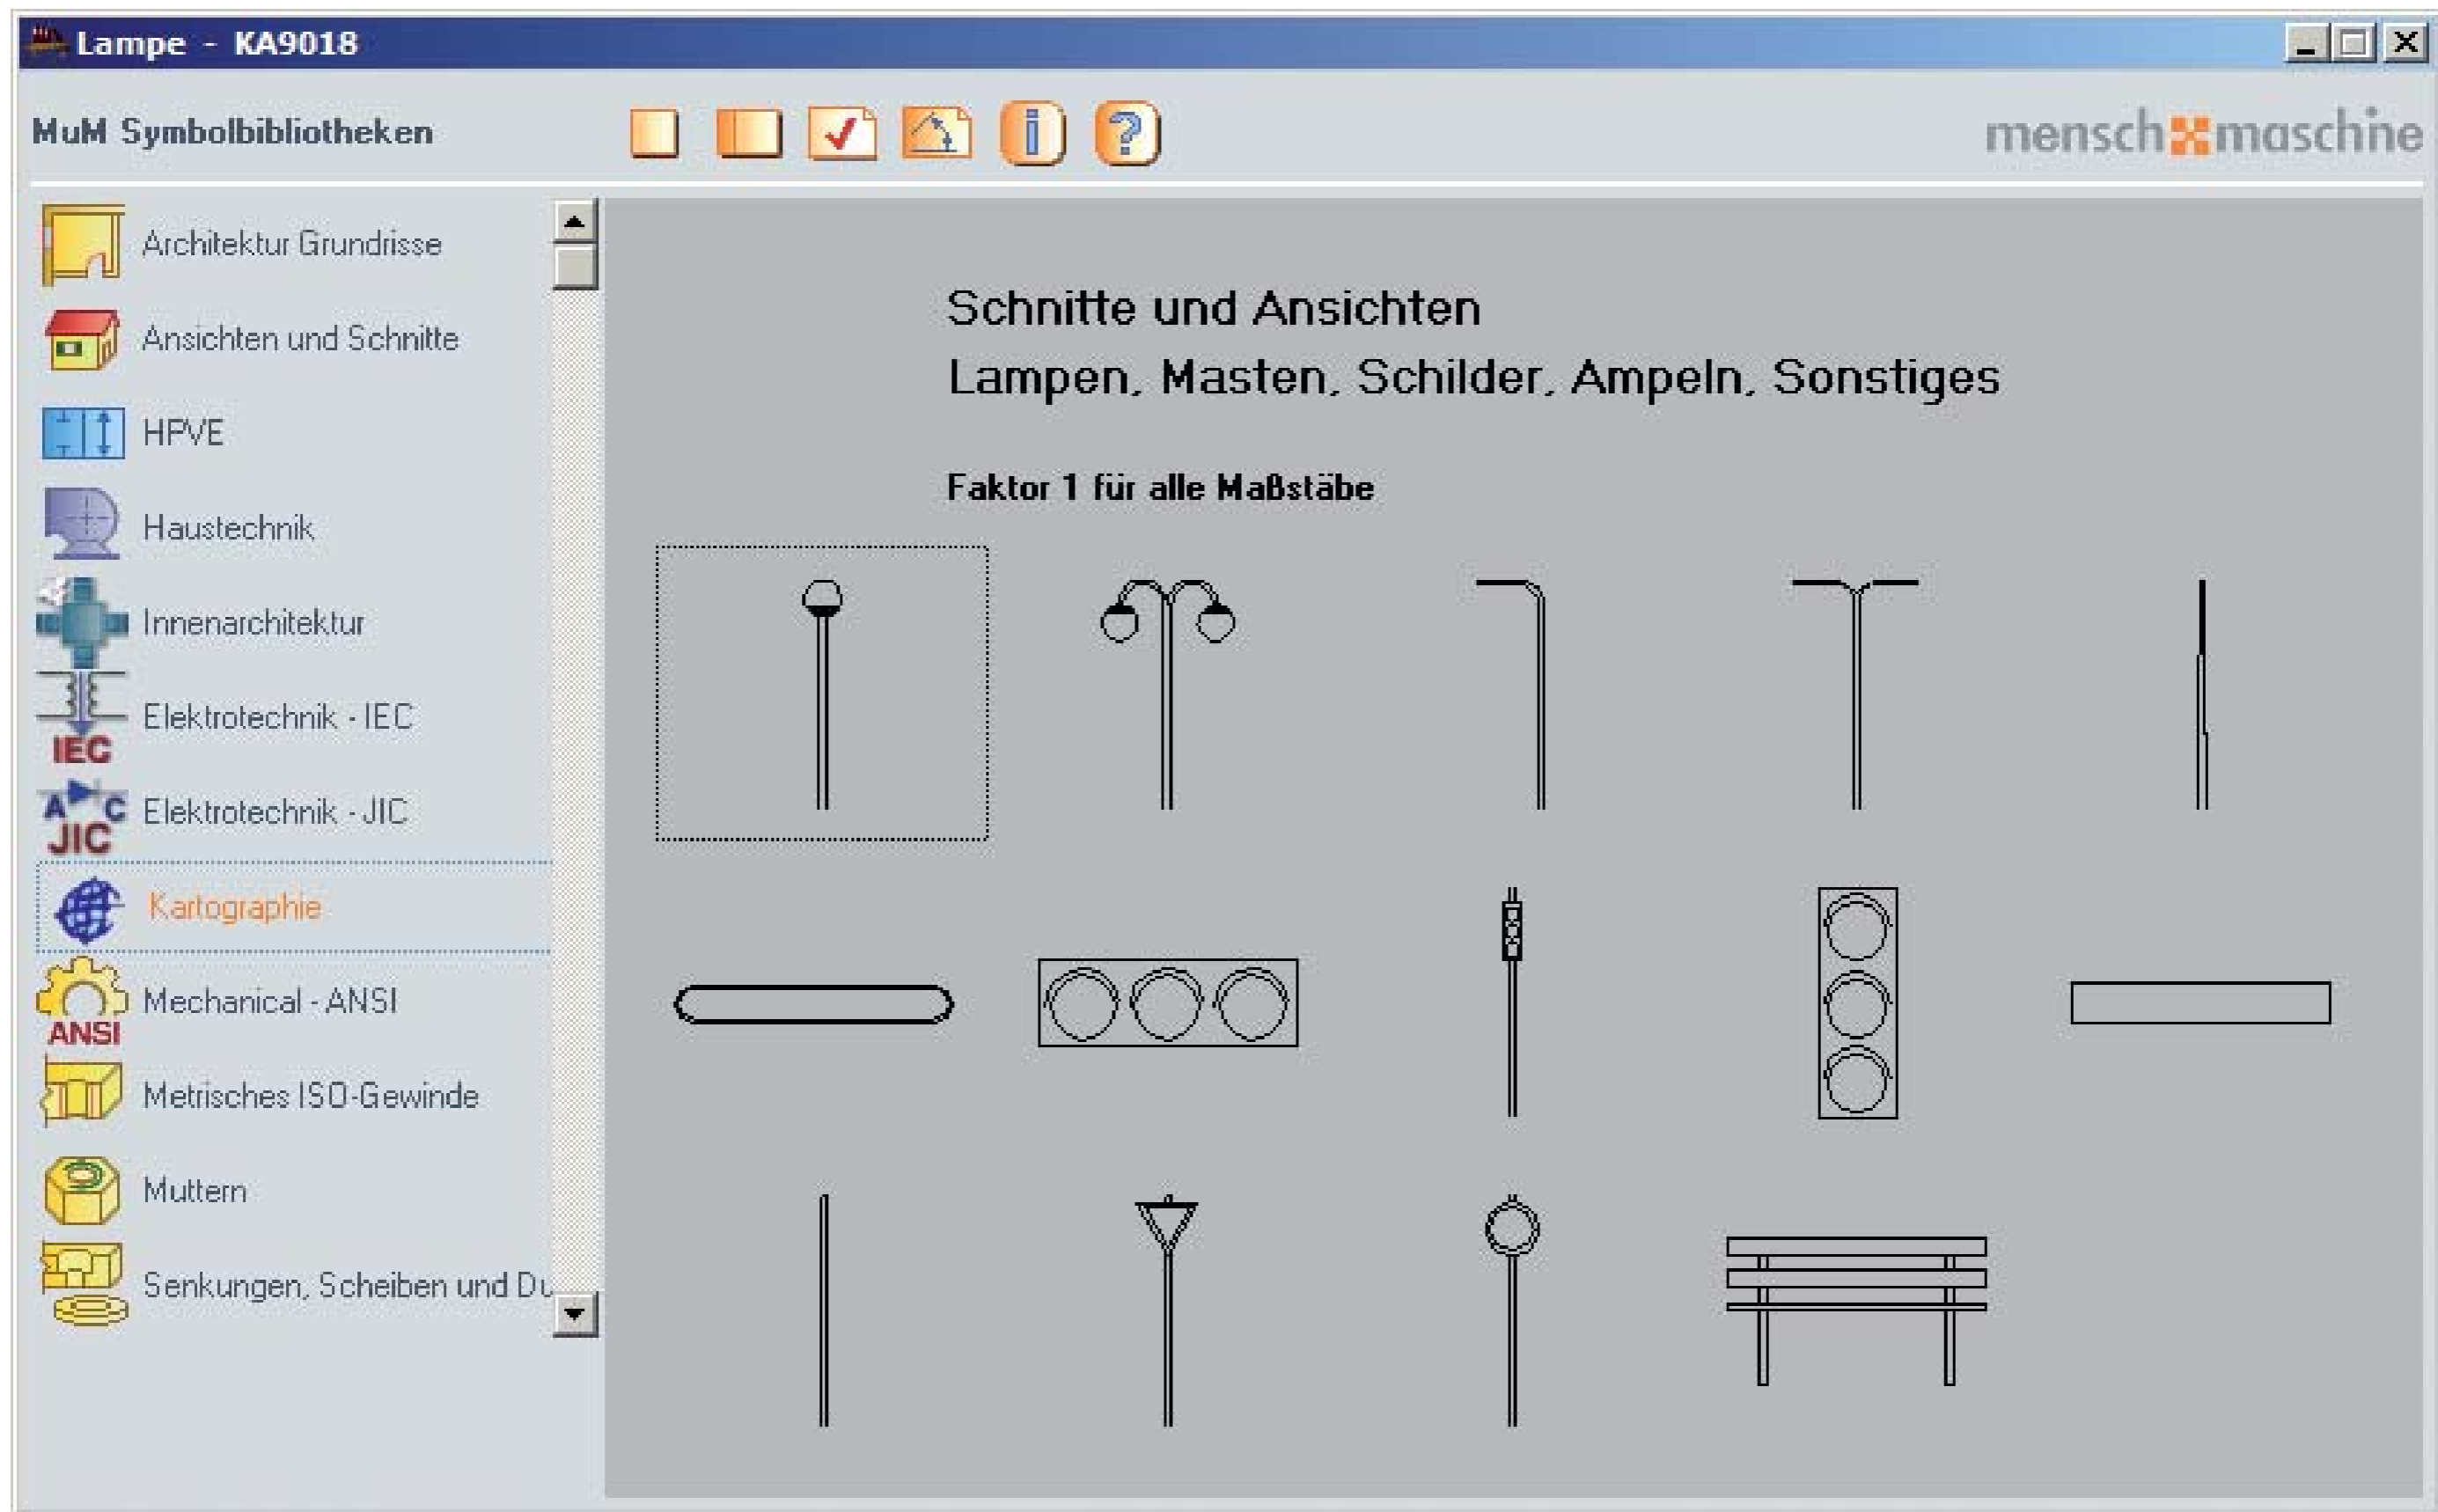 Lampe - KA9018
MuM Symbolbibliotheken
i
?
mensch maschine
Architektur Grundrisse
Ansichten und Schnitte
HPVE
Haustechnik
Innenarchitektur
IEC
Elektrotechnik - IEC
A C
JIC
Elektrotechnik - JIC
Kartographie
ANSI
Mechanical - ANSI
Metrisches ISO-Gewinde
Muttern
Senkungen, Scheiben und Du
Schnitte und Ansichten
Lampen, Masten, Schilder, Ampeln, Sonstiges
Faktor 1 für alle Maßstäbe